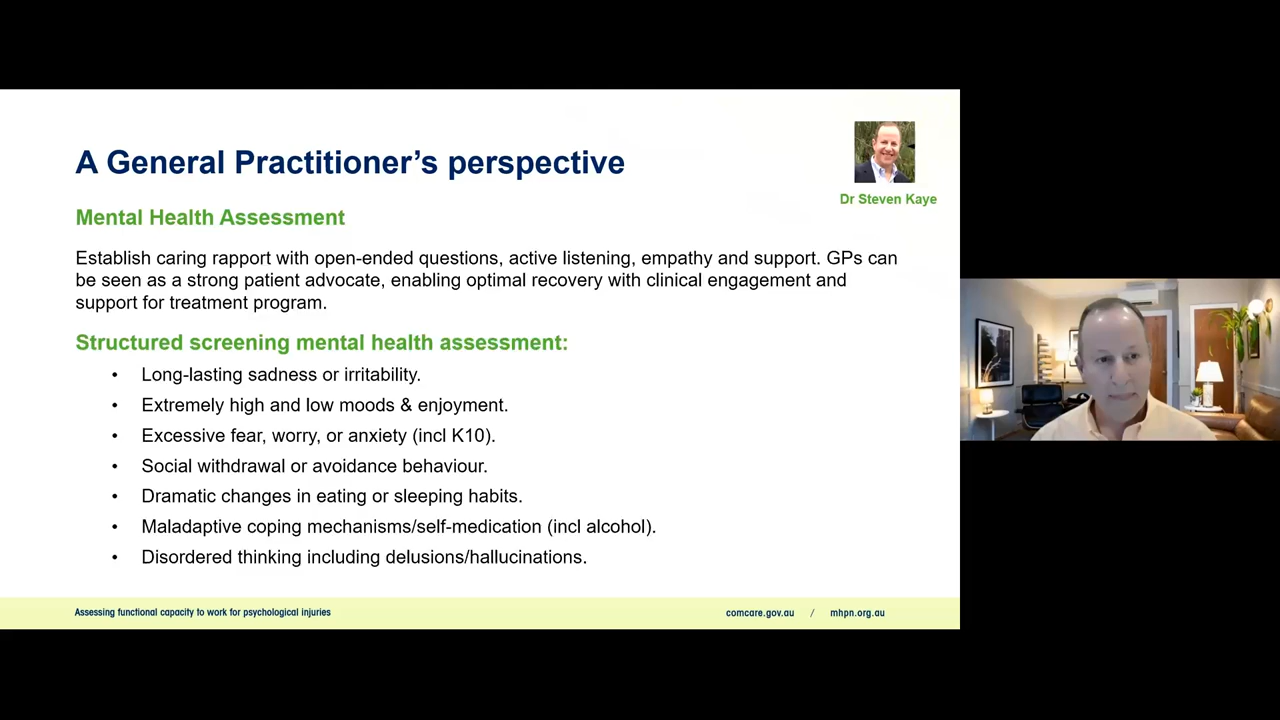 A General Practitioner's perspective
Dr Steven Kaye
Mental Health Assessment
Establish caring rapport with open-ended questions, active listening, empathy and support. GPs can
be seen as a strong patient advocate, enabling optimal recovery with clinical engagement and
support for treatment program.
Structured screening mental health assessment:
• Long-lasting sadness or irritability.
• Extremely high and low moods & enjoyment.
• Excessive fear, worry, or anxiety (incl K10).
• Social withdrawal or avoidance behaviour.
• Dramatic changes in eating or sleeping habits.
• Maladaptive coping mechanisms/self-medication (incl alcohol).
• Disordered thinking including delusions/hallucinations.
Assessing functional capacity to work for psychological injuries
comcare.gov.au / mhpn.org.au